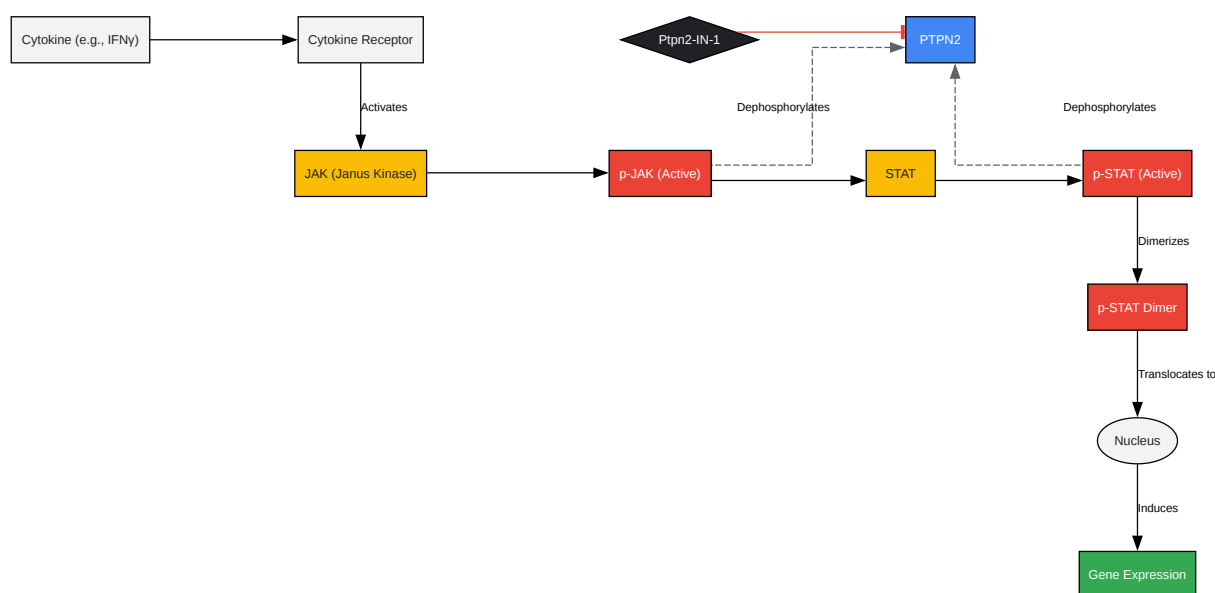 Cytokine (e.g., IFNγ)
Cytokine Receptor
Ptpn2-IN-1
PTPN2
Activates
Dephosphorylates
Dephosphorylates
JAK (Janus Kinase)
p-JAK (Active)
STAT
p-STAT (Active)
Dimerizes
p-STAT Dimer
Translocates to
Nucleus
Induces
Gene Expression